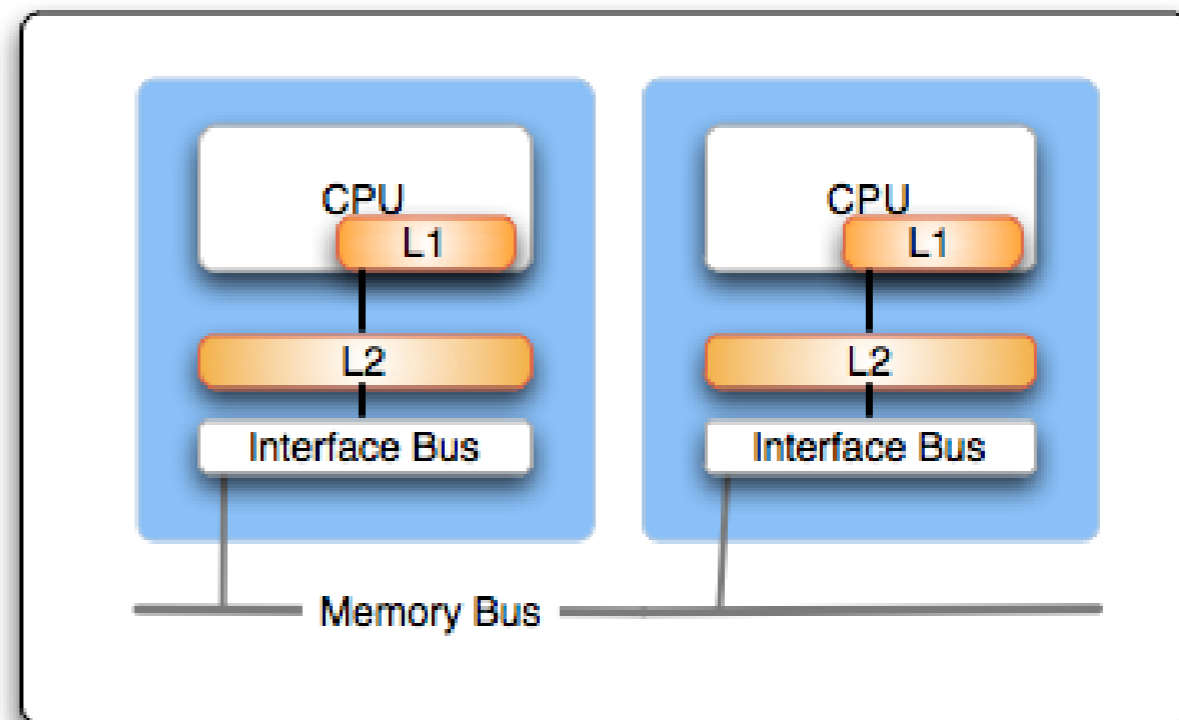 CPU
L1
L2
Interface Bus
CPU
L1
L2
Interface Bus
Memory Bus